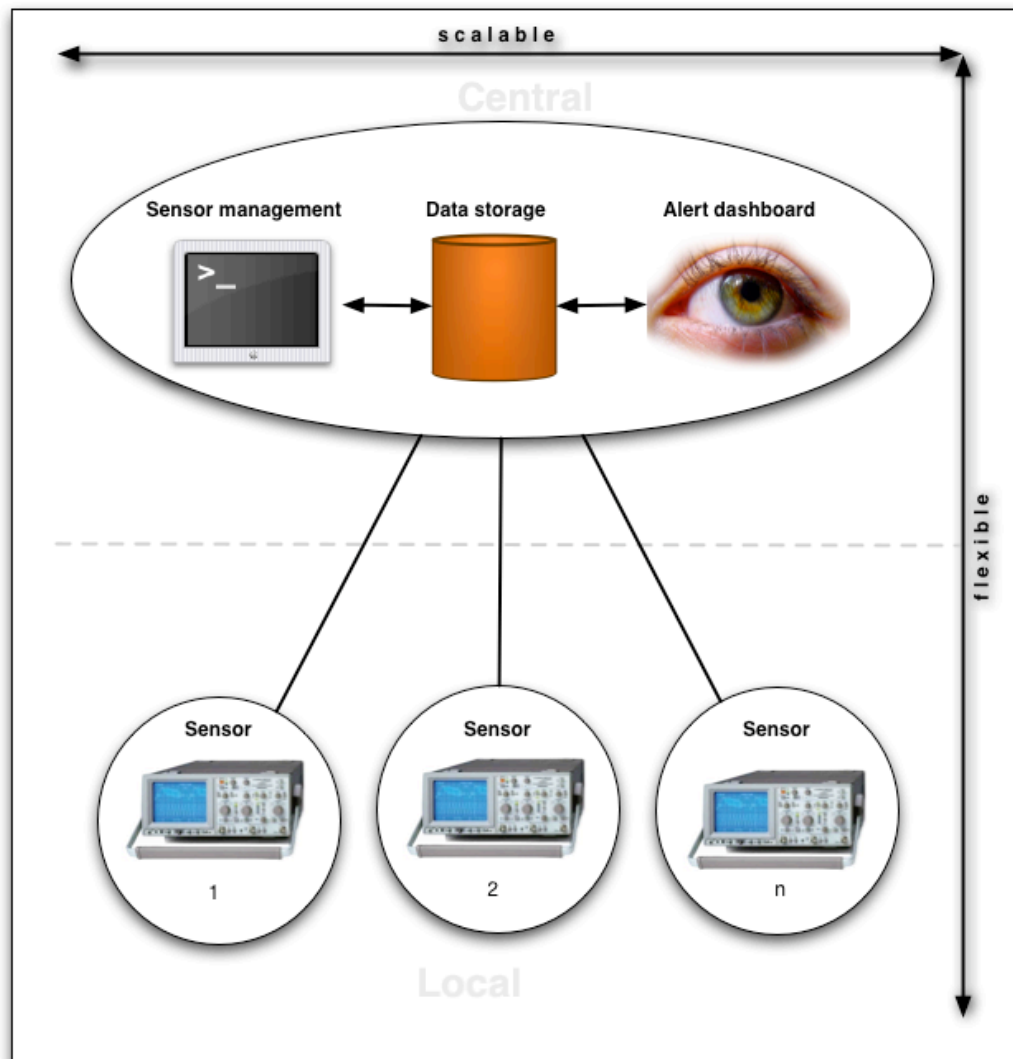 scalable
Central
Sensor management
Data storage
Alert dashboard
>_
flexible
Sensor
Sensor
Sensor
1
2
n
Local